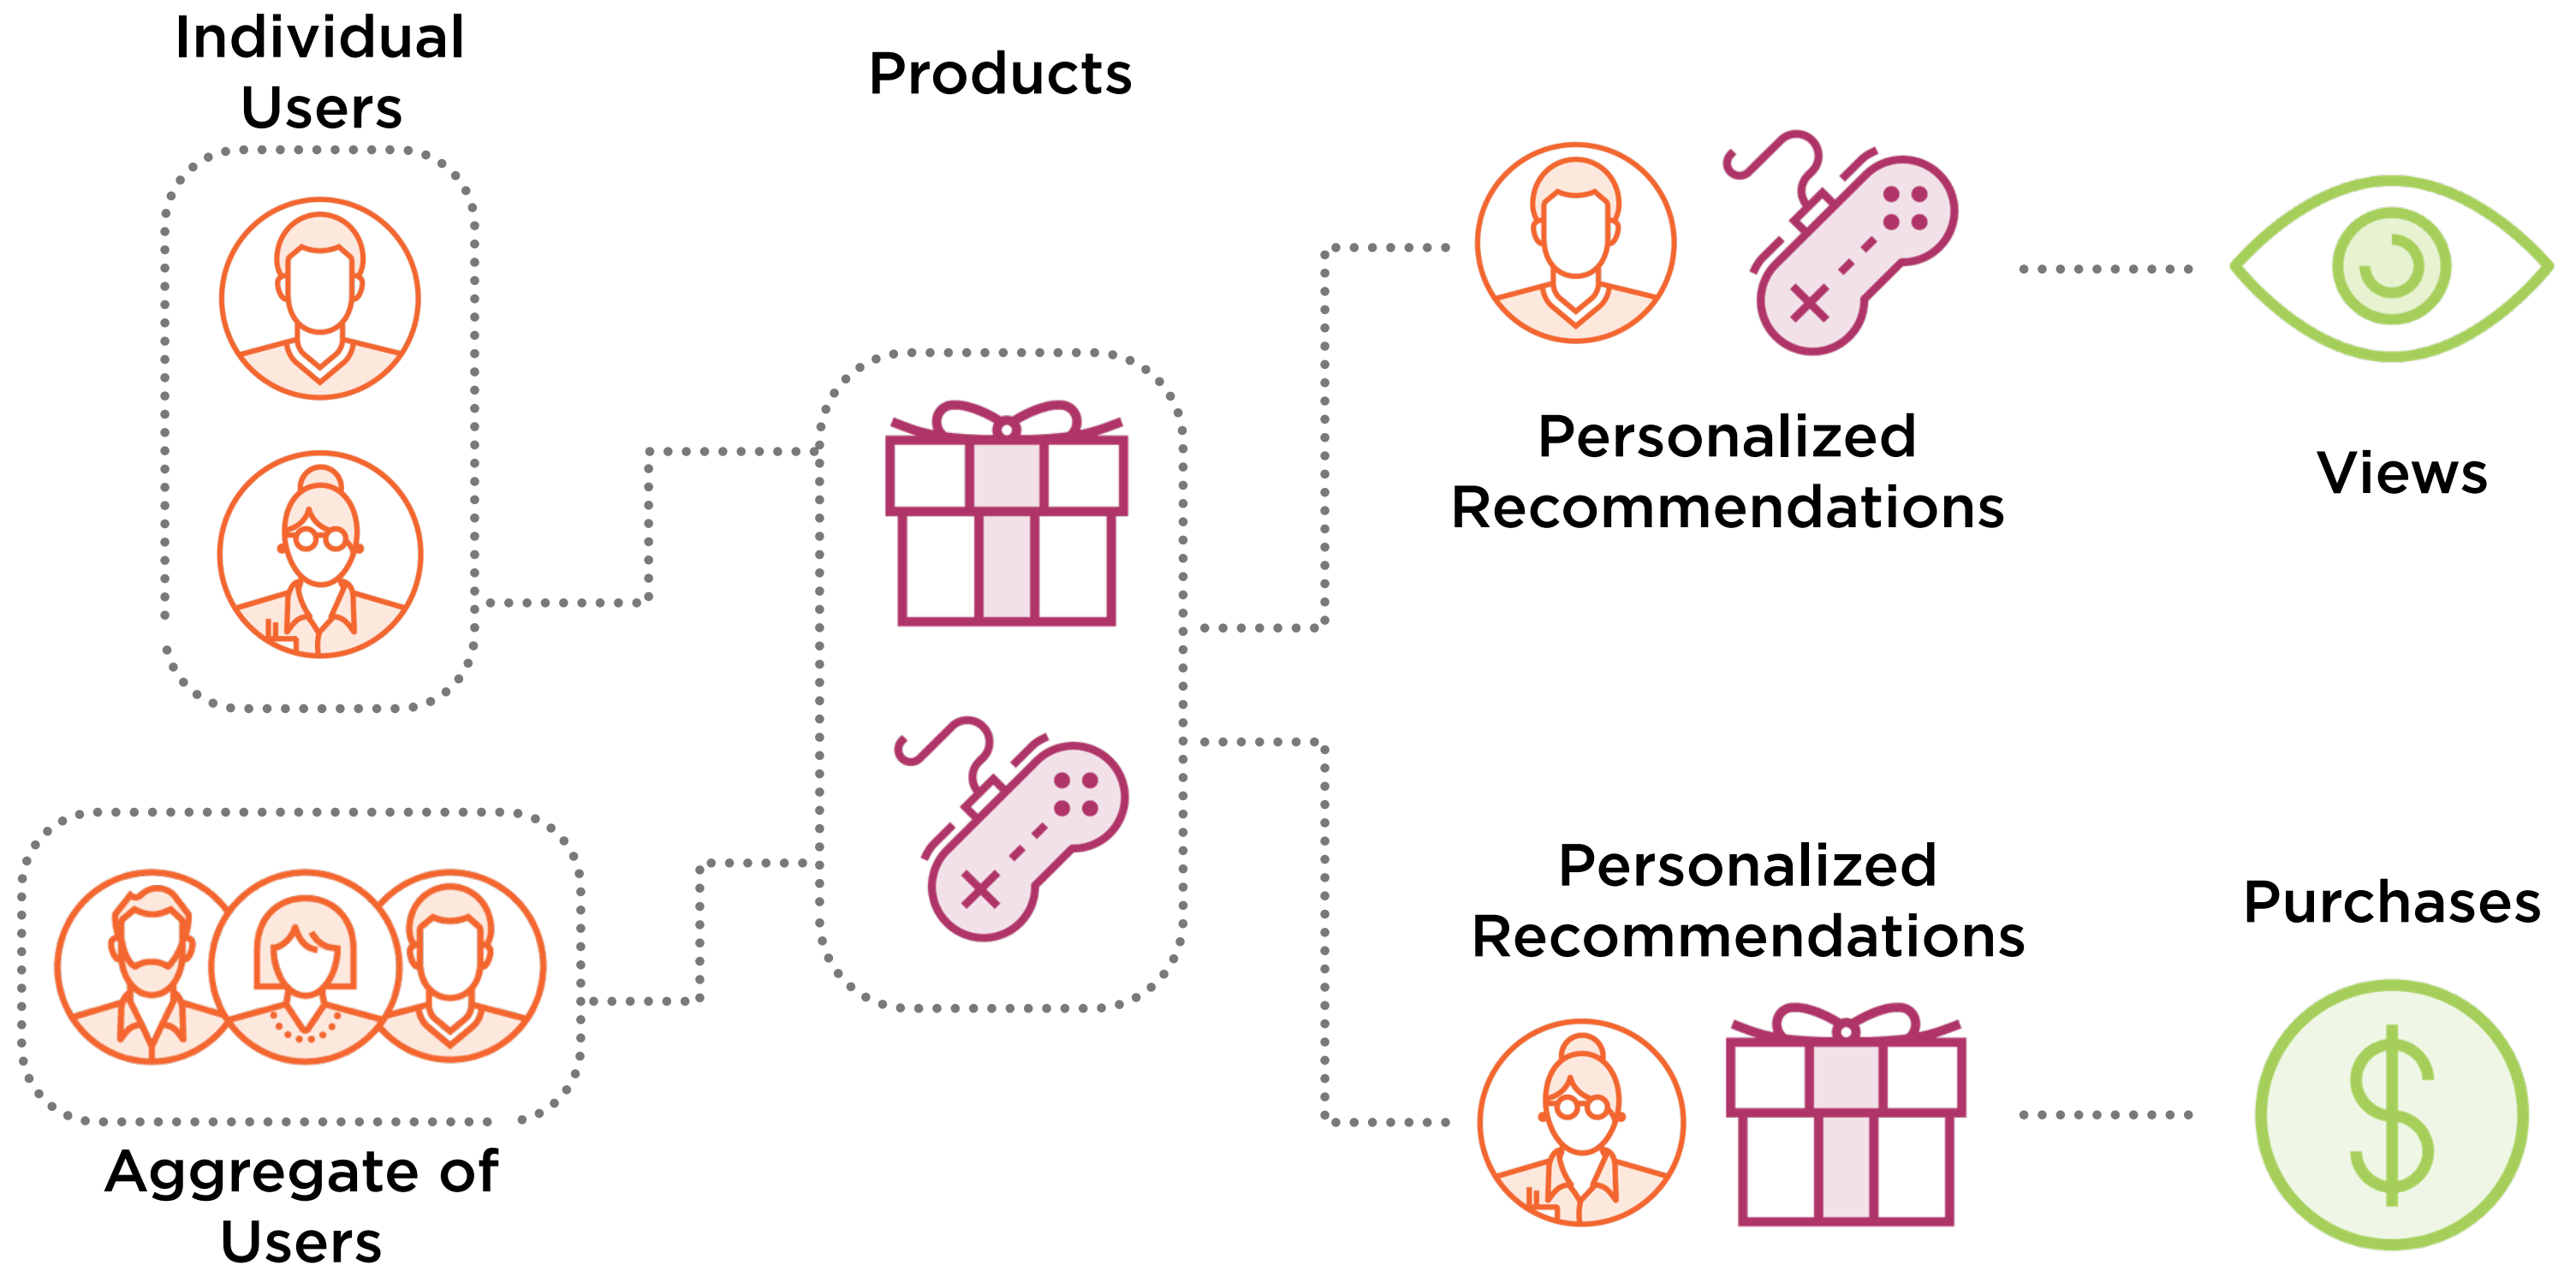 Individual
Users
Products
Personalized
Recommendations
Views
Aggregate of
Users
Personalized
Recommendations
Purchases